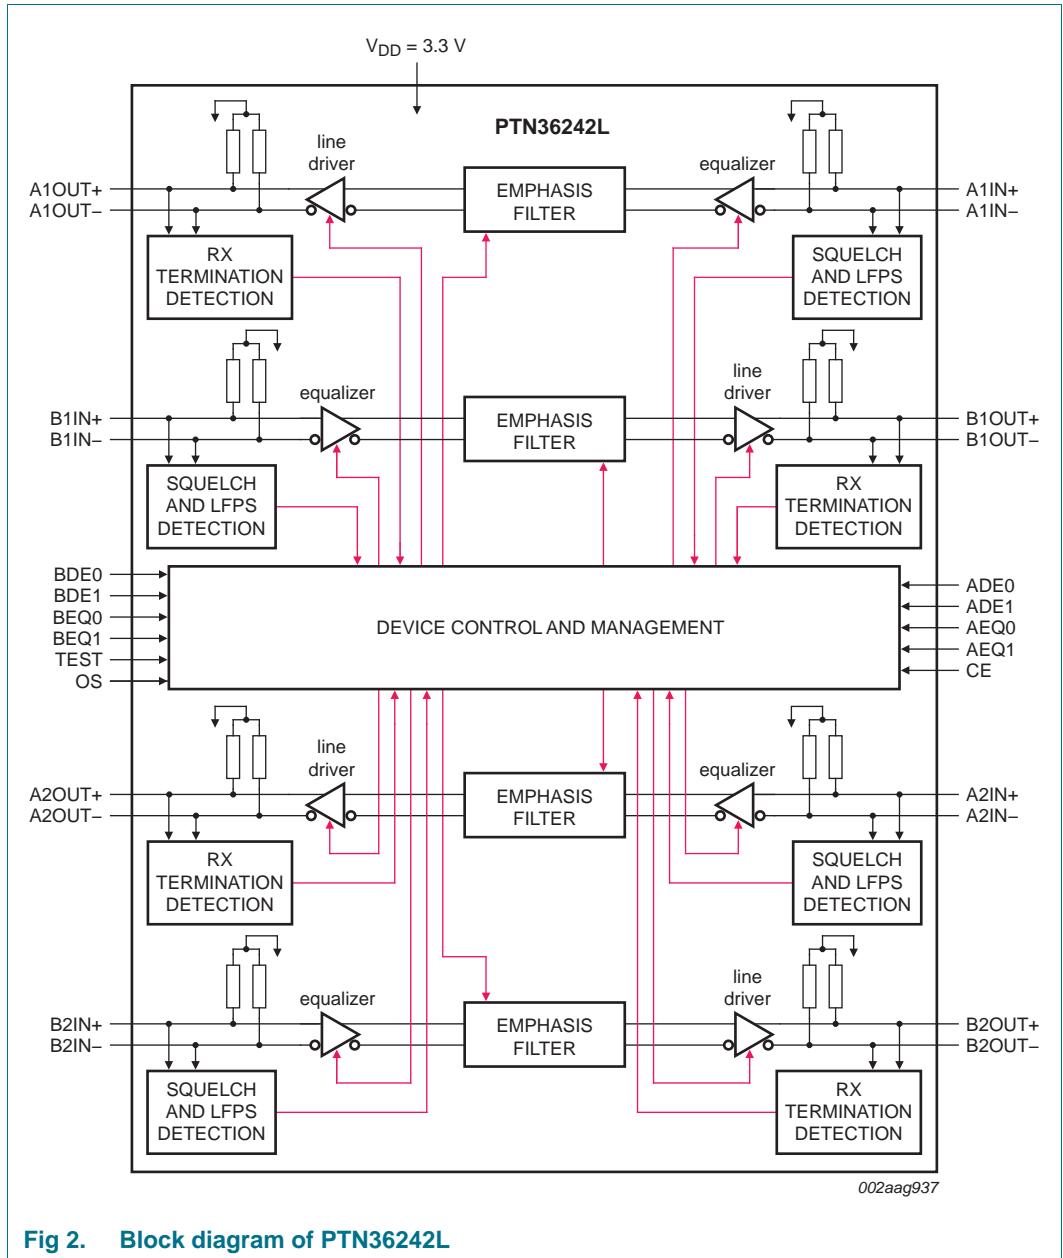 VDD = 3.3 V
PTN36242L
line
driver
EMPHASIS
FILTER
equalizer
A1OUT+
A1OUT−
A1IN+
A1IN−
RX
TERMINATION
DETECTION
SQUELCH
AND LFPS
DETECTION
equalizer
EMPHASIS
FILTER
line
driver
B1IN+
B1IN−
B1OUT+
B1OUT−
SQUELCH
AND LFPS
DETECTION
RX
TERMINATION
DETECTION
BDE0
BDE1
BEQ0
BEQ1
TEST
OS
DEVICE CONTROL AND MANAGEMENT
ADE0
ADE1
AEQ0
AEQ1
CE
line
driver
EMPHASIS
FILTER
equalizer
A2OUT+
A2OUT−
A2IN+
A2IN−
RX
TERMINATION
DETECTION
SQUELCH
AND LFPS
DETECTION
equalizer
EMPHASIS
FILTER
line
driver
B2IN+
B2IN−
B2OUT+
B2OUT−
SQUELCH
AND LFPS
DETECTION
RX
TERMINATION
DETECTION
002aag937
Fig 2. Block diagram of PTN36242L